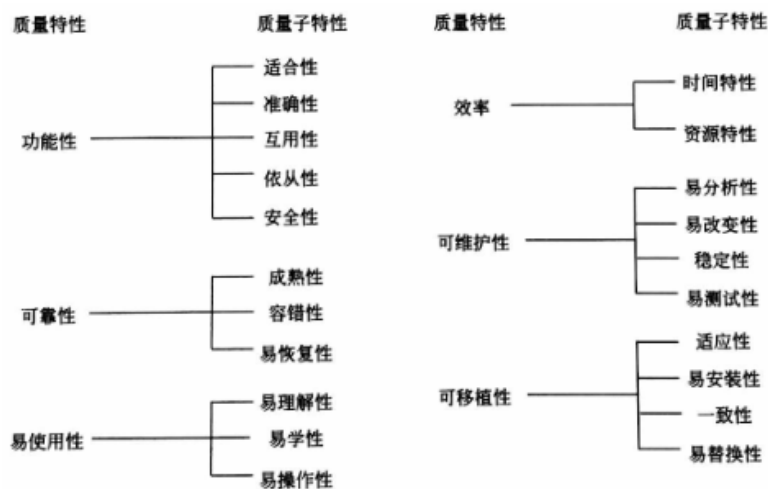 质量特性
质量子特性
功能性
适合性
准确性
互用性
依从性
安全性
可靠性
成熟性
容错性
易恢复性
易使用性
易理解性
易学性
易操作性
质量特性
质量子特性
效率
时间特性
资源特性
可维护性
易分析性
易改变性
稳定性
易测试性
可移植性
适应性
易安装性
一致性
易替换性